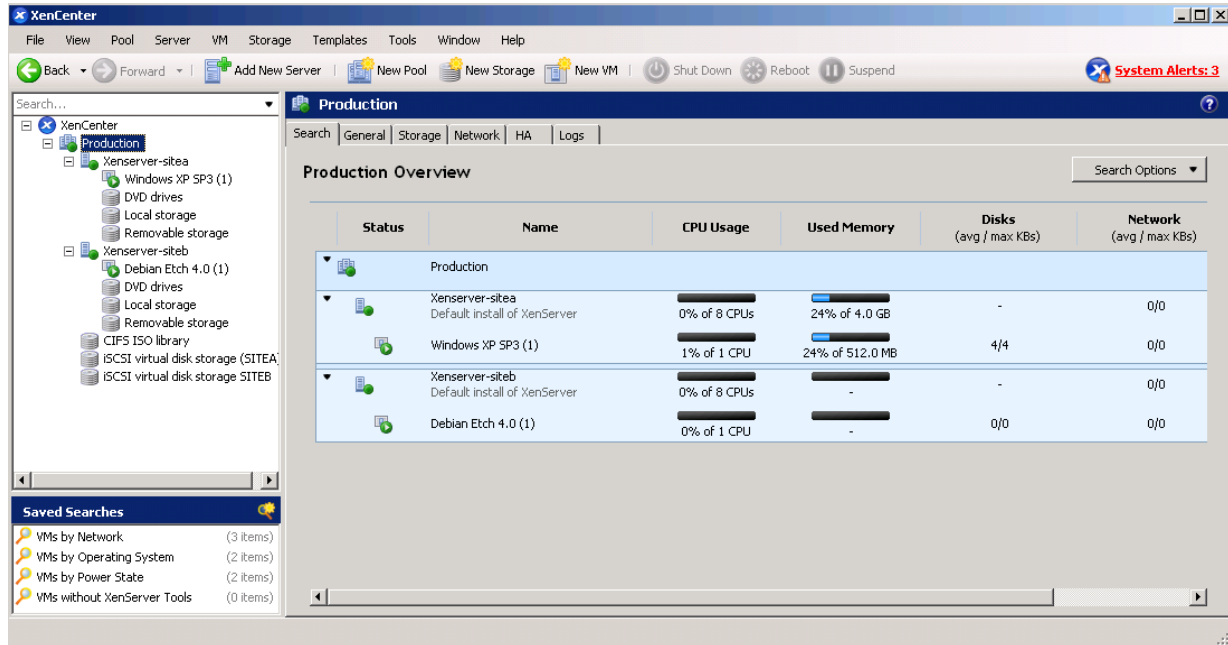 XenCenter
File View Pool Server VM Storage Templates Tools Window Help
Back Forward Add New Server New Pool New Storage New VM Shut Down Reboot Suspend System Alerts: 3
Search...
XenCenter
Production
Xenserver-sitea
Windows XP SP3 (1)
DVD drives
Local storage
Removable storage
Xenserver-siteb
Debian Etch 4.0 (1)
DVD drives
Local storage
Removable storage
CIFS ISO library
iSCSI virtual disk storage (SITEA)
iSCSI virtual disk storage SITEB
Saved Searches
VMs by Network (3 items)
VMs by Operating System (2 items)
VMs by Power State (2 items)
VMs without XenServer Tools (0 items)
Production
Search General Storage Network HA Logs
Production Overview
Search Options
Status Name CPU Usage Used Memory Disks (avg / max KBs) Network (avg / max KBs)
Production
Xenserver-sitea
Default install of XenServer
0% of 8 CPUs 24% of 4.0 GB - 0/0
Windows XP SP3 (1) 1% of 1 CPU 24% of 512.0 MB 4/4 0/0
Xenserver-siteb
Default install of XenServer
0% of 8 CPUs - - 0/0
Debian Etch 4.0 (1) 0% of 1 CPU - 0/0 0/0